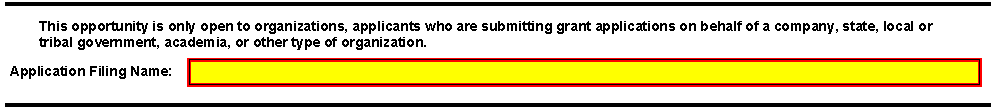 This opportunity is only open to organizations, applicants who are submitting grant applications on behalf of a company, state, local or
tribal government, academia, or other type of organization.
Application Filing Name: